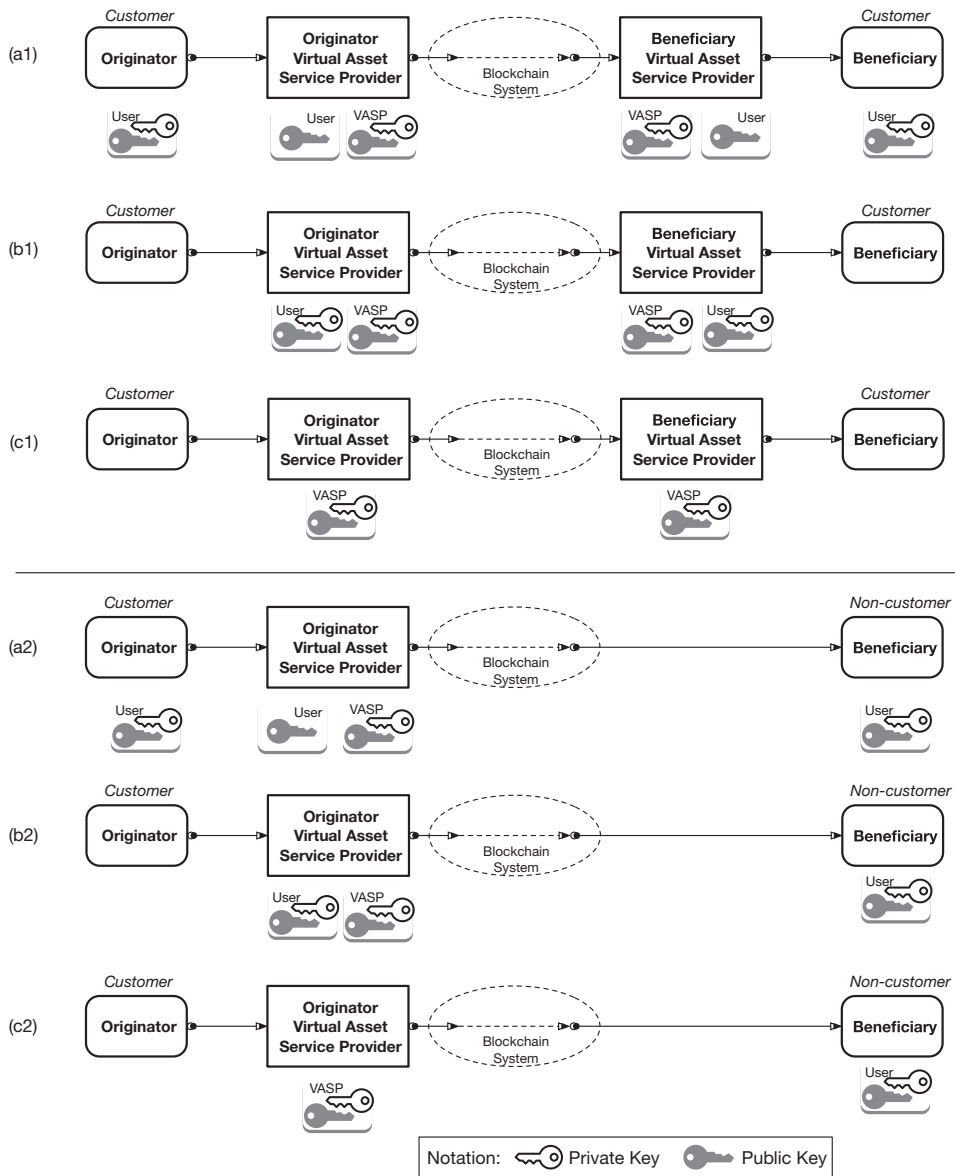 Customer
Customer
(a1)
Originator
Originator
Virtual Asset
Service Provider
Blockchain
System
Beneficiary
Virtual Asset
Service Provider
Beneficiary
User
User
VASP
VASP
User
User
Customer
Customer
(b1)
Originator
Originator
Virtual Asset
Service Provider
Blockchain
System
Beneficiary
Virtual Asset
Service Provider
Beneficiary
User
VASP
VASP
User
Customer
Customer
(c1)
Originator
Originator
Virtual Asset
Service Provider
Blockchain
System
Beneficiary
Virtual Asset
Service Provider
Beneficiary
VASP
VASP
Customer
Non-customer
(a2)
Originator
Originator
Virtual Asset
Service Provider
Blockchain
System
Beneficiary
User
User
VASP
User
Customer
Non-customer
(b2)
Originator
Originator
Virtual Asset
Service Provider
Blockchain
System
Beneficiary
User
VASP
User
Customer
Non-customer
(c2)
Originator
Originator
Virtual Asset
Service Provider
Blockchain
System
Beneficiary
VASP
User
Notation: Private Key Public Key